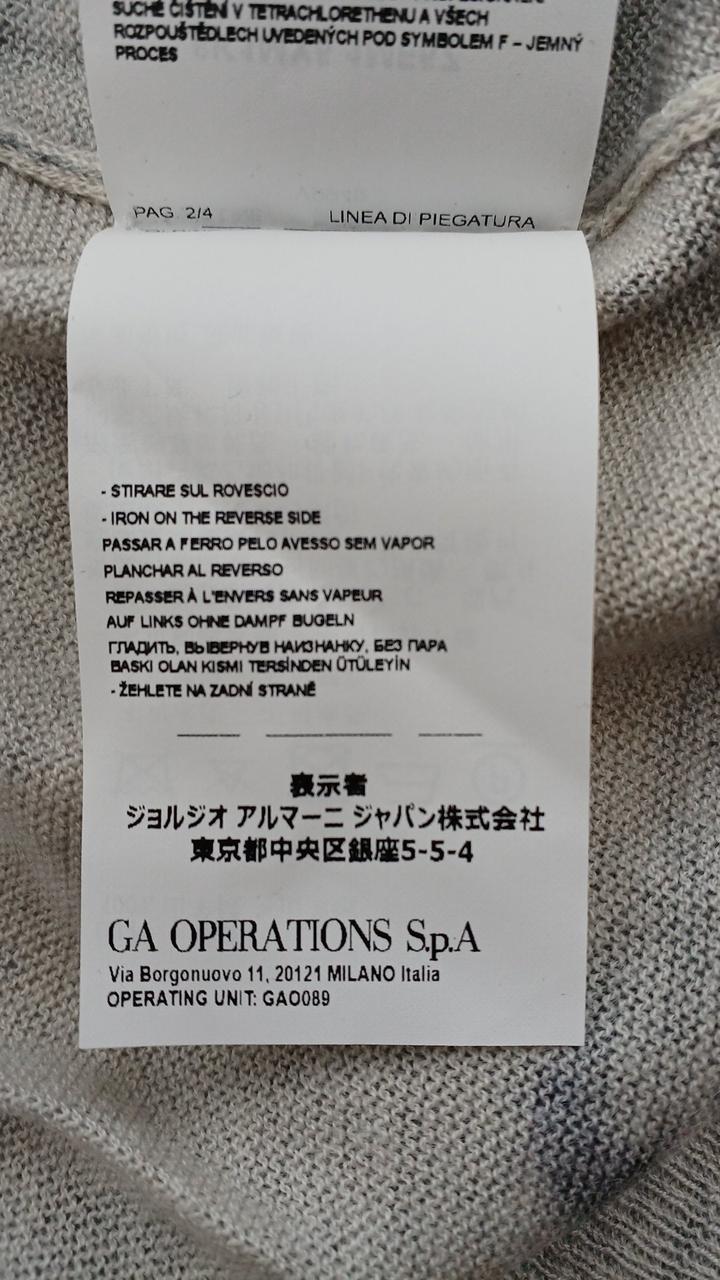 SUCHÉ ČIŠTĚNÍ V TETRACHLORETHENU A VŠECH
ROZPOUŠTĚDLECH UVEDENÝCH POD SYMBOLEM F – JEMNÝ
PROCES
PAG. 2/4 LINEA DI PIEGATURA
- STIRARE SUL ROVESCIO
- IRON ON THE REVERSE SIDE
PASSAR A FERRO PELO AVESSO SEM VAPOR
PLANCHAR AL REVERSO
REPASSER À L'ENVERS SANS VAPEUR
AUF LINKS OHNE DAMPF BUGELN
ГЛАДИТЬ, ВЫВЕРНУВ НАИЗНАНКУ, БЕЗ ПАРА
BASKI OLAN KISMI TERSİNDEN ÜTÜLEYİN
- ŽEHLETE NA ZADNÍ STRANĚ
表示者
ジョルジオ アルマーニ ジャパン株式会社
東京都中央区銀座5-5-4
GA OPERATIONS S.p.A
Via Borgonuovo 11, 20121 MILANO Italia
OPERATING UNIT: GAO089